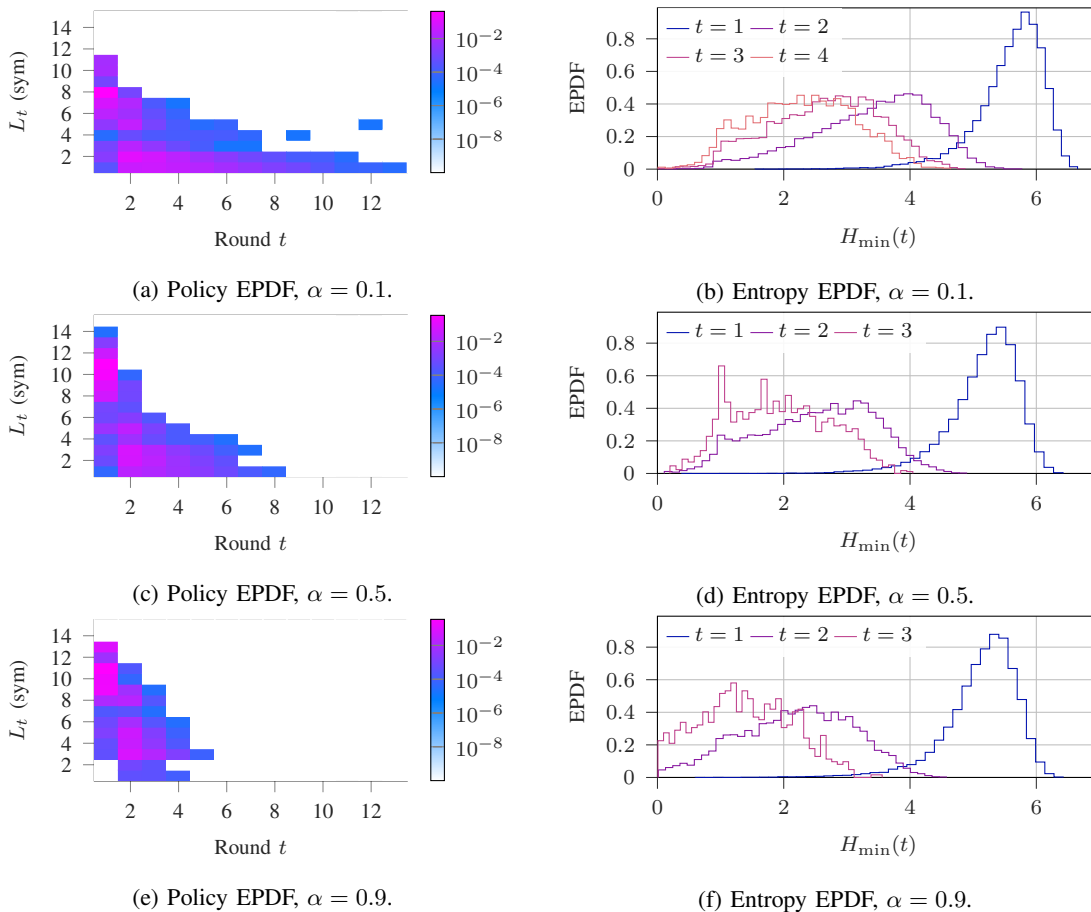 14
12
10
8
6
4
2
L_t (sym)
2 4 6 8 10 12
Round t
10^{-2}
10^{-4}
10^{-6}
10^{-8}
(a) Policy EPDF, α = 0.1.
t = 1 t = 2
t = 3 t = 4
0.8
0.6
0.4
0.2
0
EPDF
0 2 4 6
H_min(t)
(b) Entropy EPDF, α = 0.1.
14
12
10
8
6
4
2
L_t (sym)
2 4 6 8 10 12
Round t
10^{-2}
10^{-4}
10^{-6}
10^{-8}
(c) Policy EPDF, α = 0.5.
t = 1 t = 2 t = 3
0.8
0.6
0.4
0.2
0
EPDF
0 2 4 6
H_min(t)
(d) Entropy EPDF, α = 0.5.
14
12
10
8
6
4
2
L_t (sym)
2 4 6 8 10 12
Round t
10^{-2}
10^{-4}
10^{-6}
10^{-8}
(e) Policy EPDF, α = 0.9.
t = 1 t = 2 t = 3
0.8
0.6
0.4
0.2
0
EPDF
0 2 4 6
H_min(t)
(f) Entropy EPDF, α = 0.9.